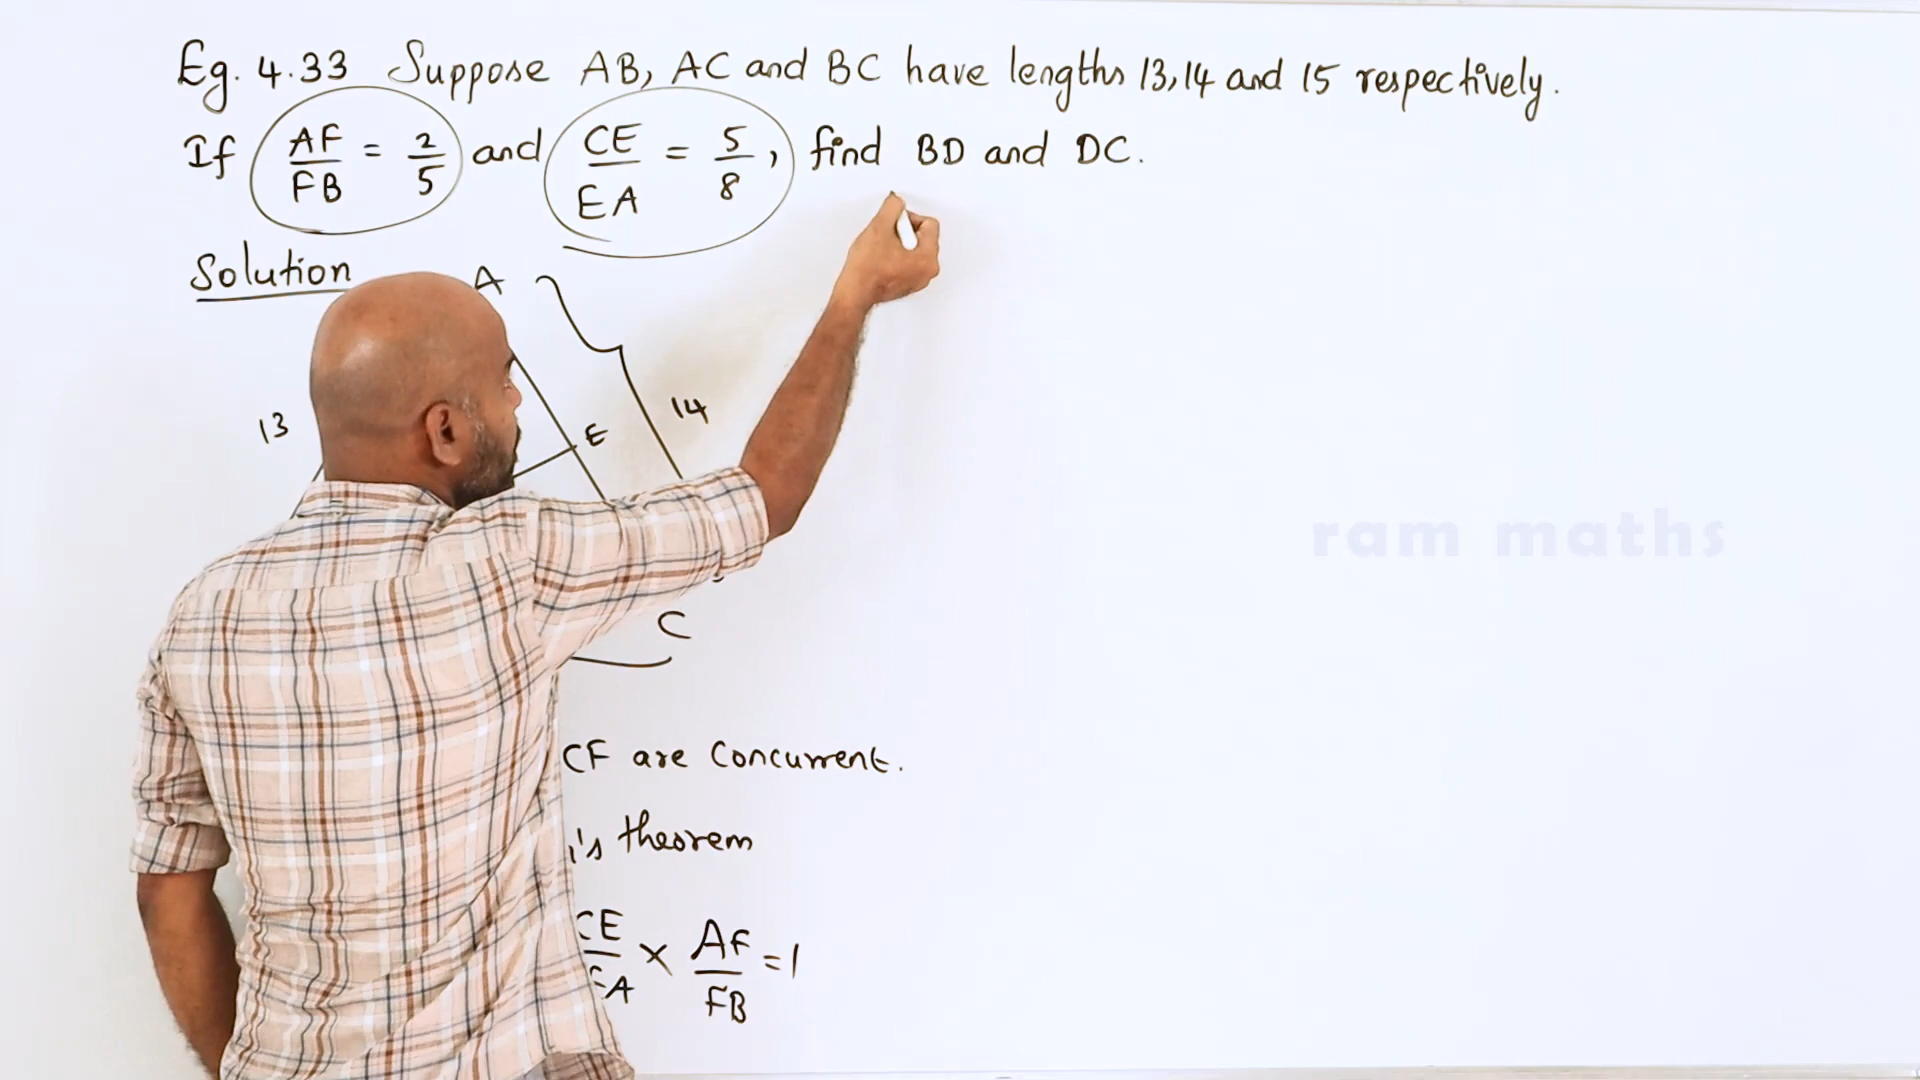 Eg. 4.33 Suppose AB, AC and BC have lengths 13, 14 and 15 respectively.
If AF/FB = 2/5 and CE/EA = 5/8, find BD and DC.
Solution
A
13
14
E
C
CF are concurrent.
's theorem
CE/EA × AF/FB = 1
ram maths